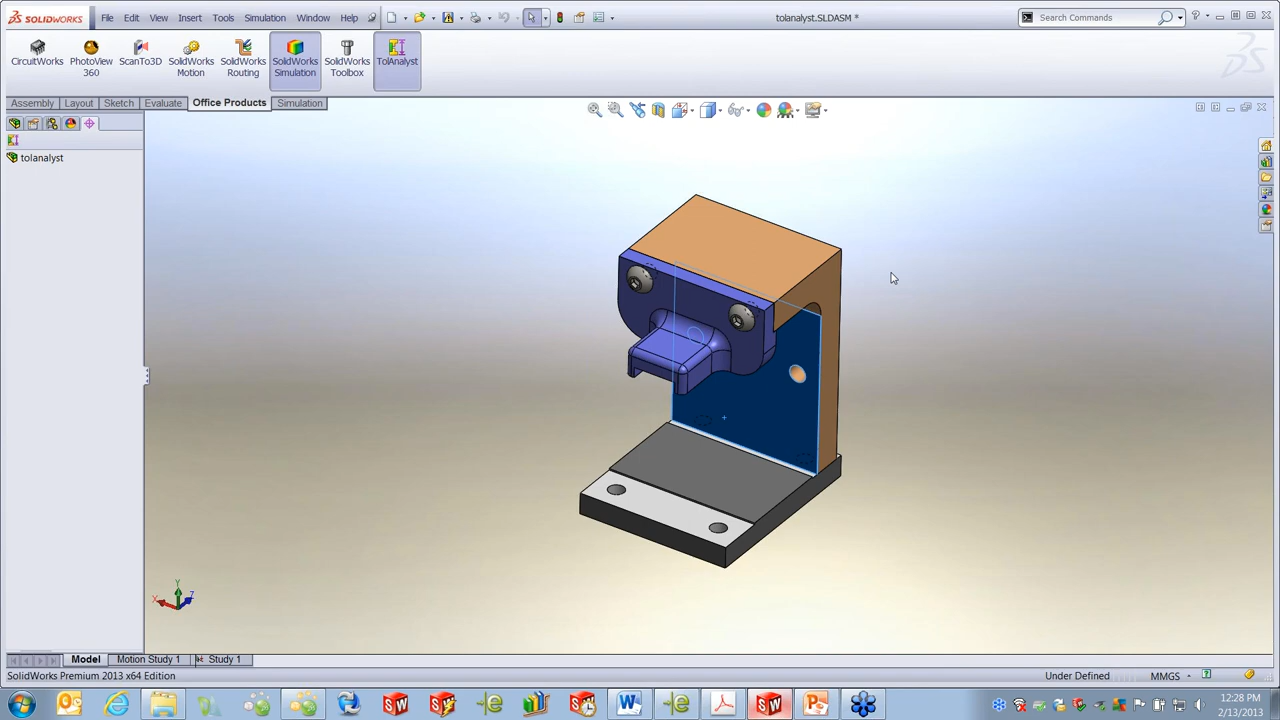 SOLIDWORKS File Edit View Insert Tools Simulation Window Help tolanalyst.SLDASM * Search Commands
CircuitWorks PhotoView 360 ScanTo3D SolidWorks Motion SolidWorks Routing SolidWorks Simulation SolidWorks Toolbox TolAnalyst
Assembly Layout Sketch Evaluate Office Products Simulation
tolanalyst
Y
X Z
Model Motion Study 1 Study 1
SolidWorks Premium 2013 x64 Edition Under Defined MMGS
12:28 PM
2/13/2013